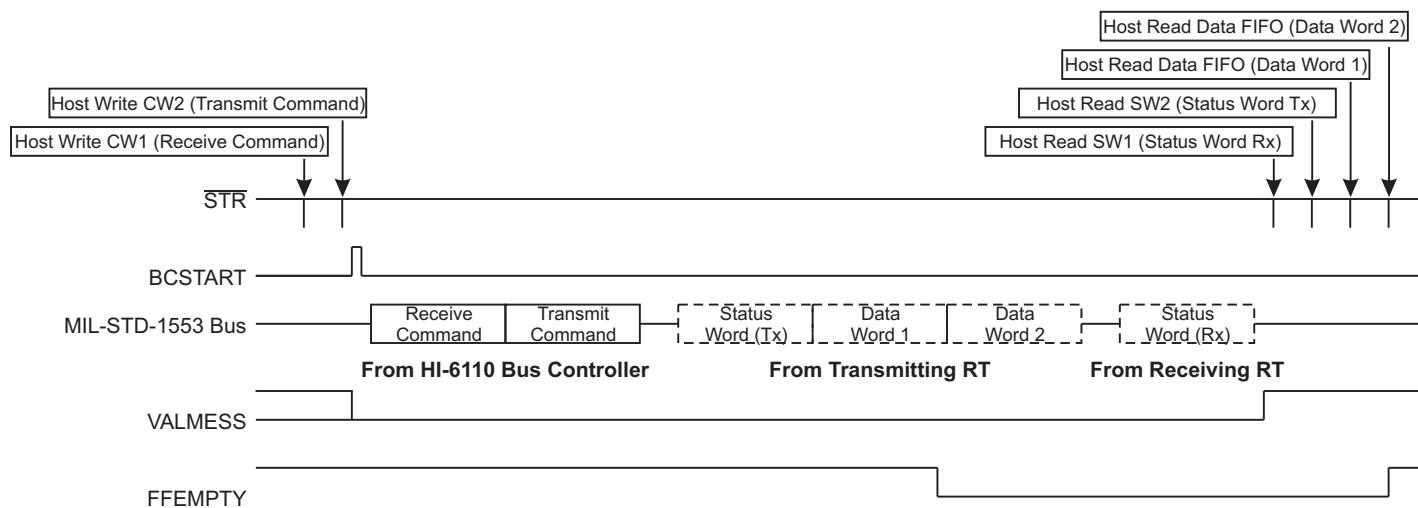 Host Read Data FIFO (Data Word 2)
Host Read Data FIFO (Data Word 1)
Host Write CW2 (Transmit Command)
Host Read SW2 (Status Word Tx)
Host Write CW1 (Receive Command)
Host Read SW1 (Status Word Rx)
STR
BCSTART
MIL-STD-1553 Bus
Receive
Command
Transmit
Command
Status
Word (Tx)
Data
Word 1
Data
Word 2
Status
Word (Rx)
From HI-6110 Bus Controller
From Transmitting RT
From Receiving RT
VALMESS
FFEMPTY